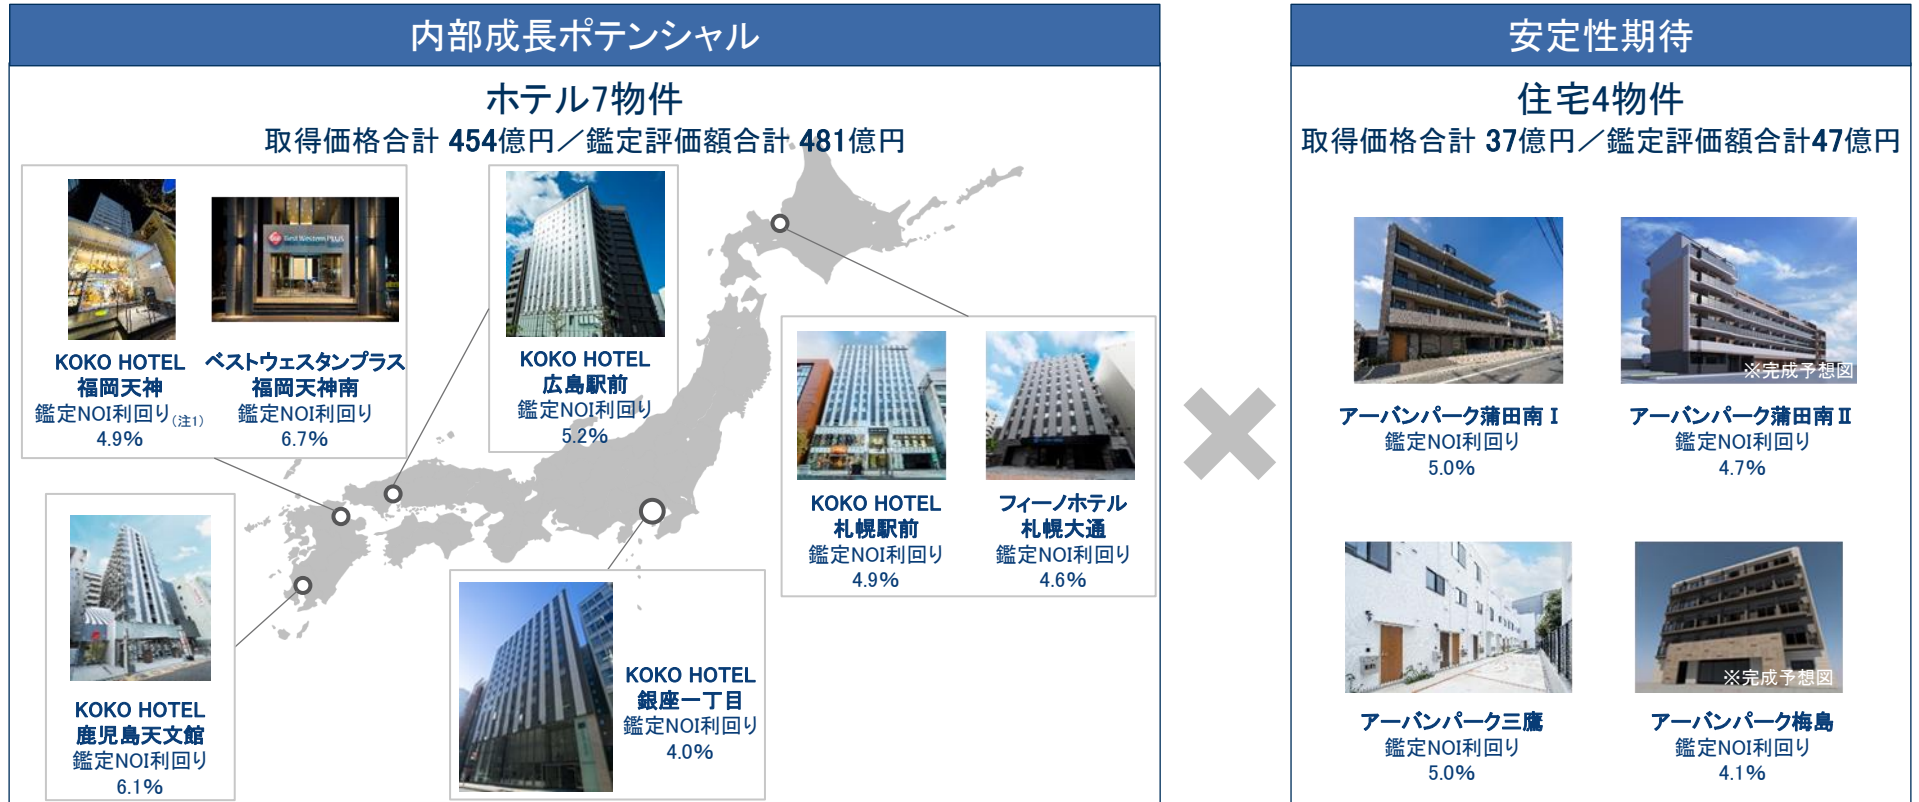 内部成長ポテンシャル
ホテル7物件
取得価格合計 454億円／鑑定評価額合計 481億円
Best Western PLUS
KOKO HOTEL
福岡天神
鑑定NOI利回り(注1)
4.9%
ベストウェスタンプラス
福岡天神南
鑑定NOI利回り
6.7%
KOKO HOTEL
広島駅前
鑑定NOI利回り
5.2%
KOKO HOTEL
札幌駅前
鑑定NOI利回り
4.9%
フィーノホテル
札幌大通
鑑定NOI利回り
4.6%
KOKO HOTEL
鹿児島天文館
鑑定NOI利回り
6.1%
KOKO HOTEL
銀座一丁目
鑑定NOI利回り
4.0%
安定性期待
住宅4物件
取得価格合計 37億円／鑑定評価額合計47億円
アーバンパーク蒲田南Ⅰ
鑑定NOI利回り
5.0%
※完成予想図
アーバンパーク蒲田南Ⅱ
鑑定NOI利回り
4.7%
アーバンパーク三鷹
鑑定NOI利回り
5.0%
※完成予想図
アーバンパーク梅島
鑑定NOI利回り
4.1%